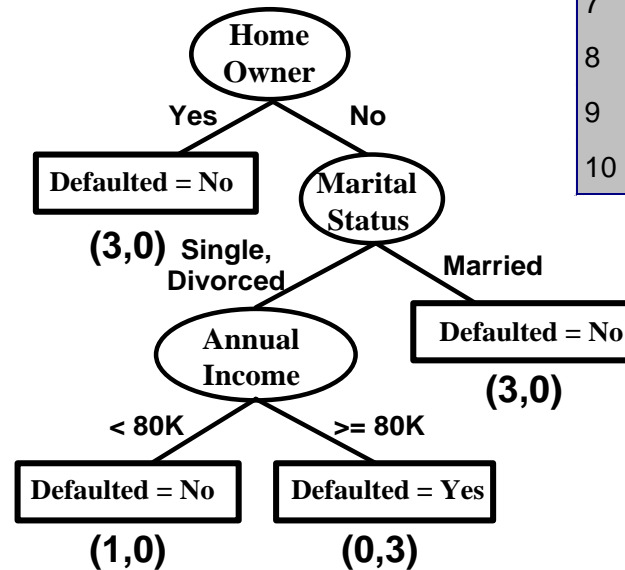 Home
Owner
7
8
9
10
Yes
No
Defaulted = No
Marital
Status
(3,0)
Single,
Divorced
Married
Annual
Income
Defaulted = No
(3,0)
< 80K
>= 80K
Defaulted = No
Defaulted = Yes
(1,0)
(0,3)